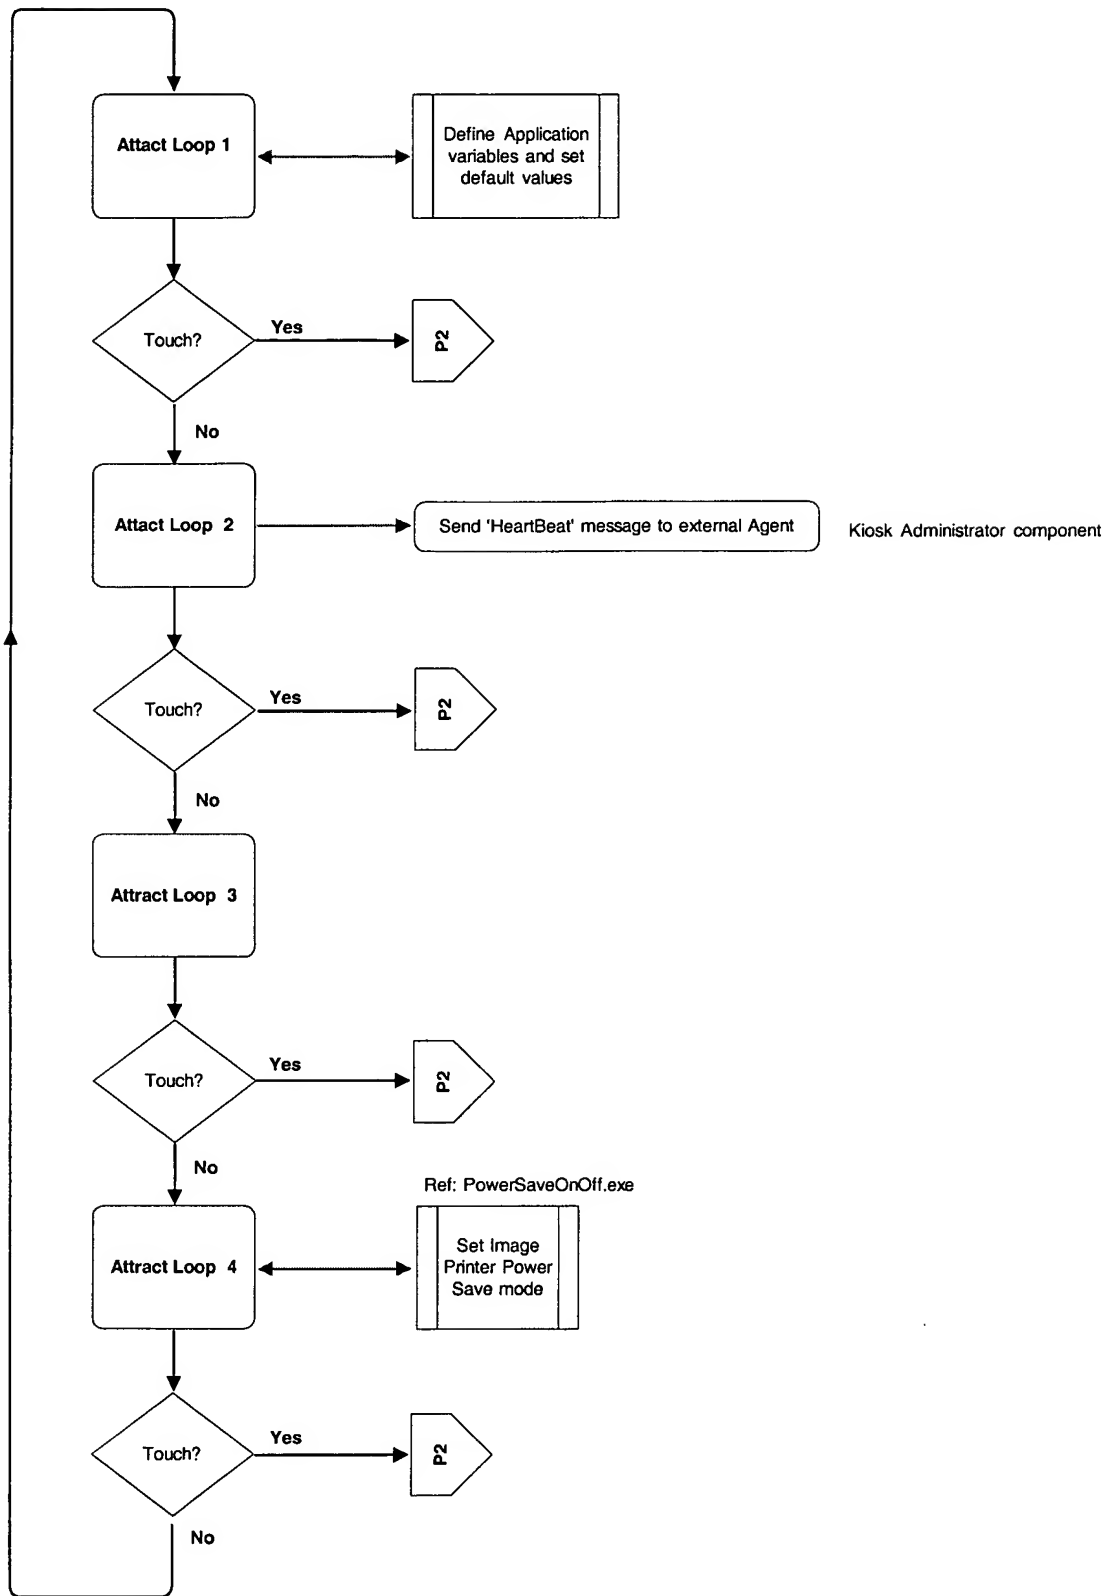 Attact Loop 1
Define Application
variables and set
default values
Touch?
Yes
P2
No
Attact Loop 2
Send 'HeartBeat' message to external Agent
Kiosk Administrator component
Touch?
Yes
P2
No
Attract Loop 3
Touch?
Yes
P2
No
Ref: PowerSaveOnOff.exe
Attract Loop 4
Set Image
Printer Power
Save mode
Touch?
Yes
P2
No